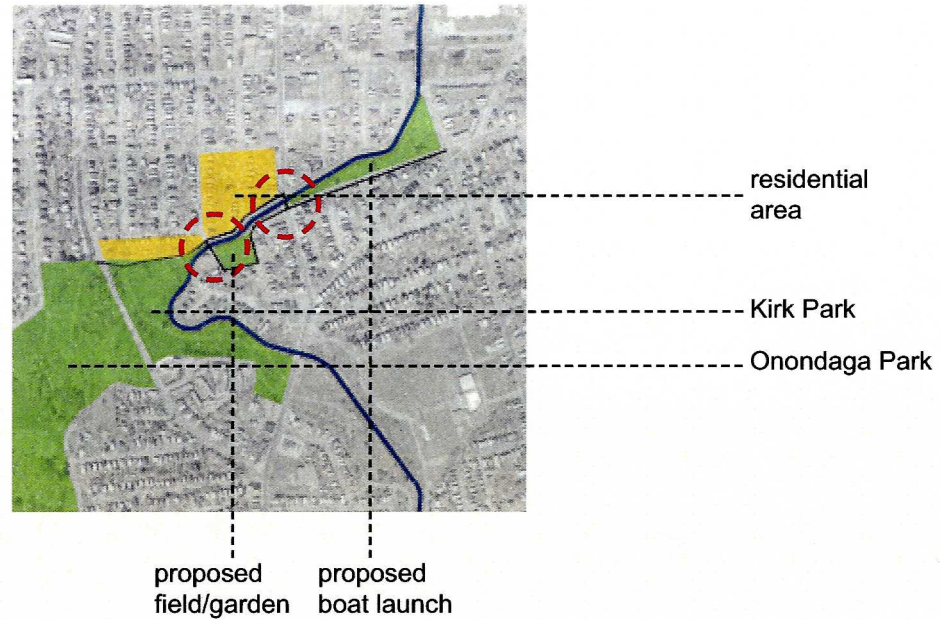 residential
area
Kirk Park
Onondaga Park
proposed
field/garden
proposed
boat launch